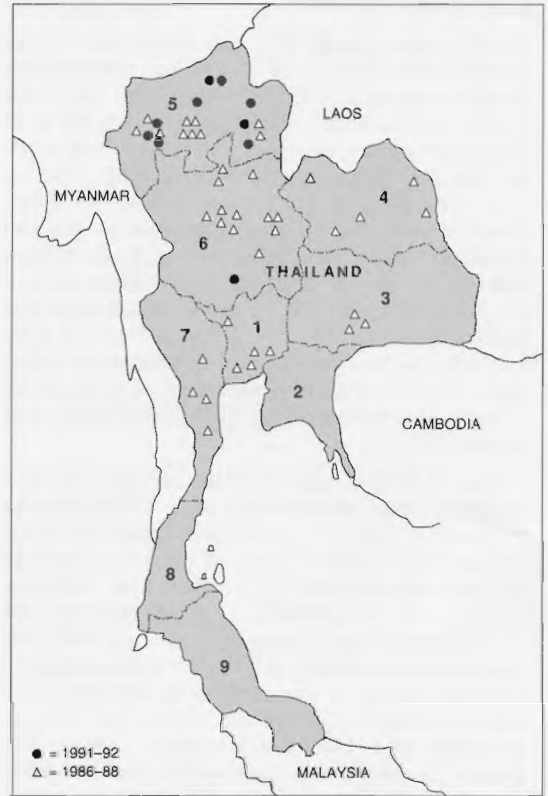 5
LAOS
MYANMAR
4
6
THAILAND
3
7
1
2
CAMBODIA
8
9
● = 1991–92
△ = 1986–88
MALAYSIA